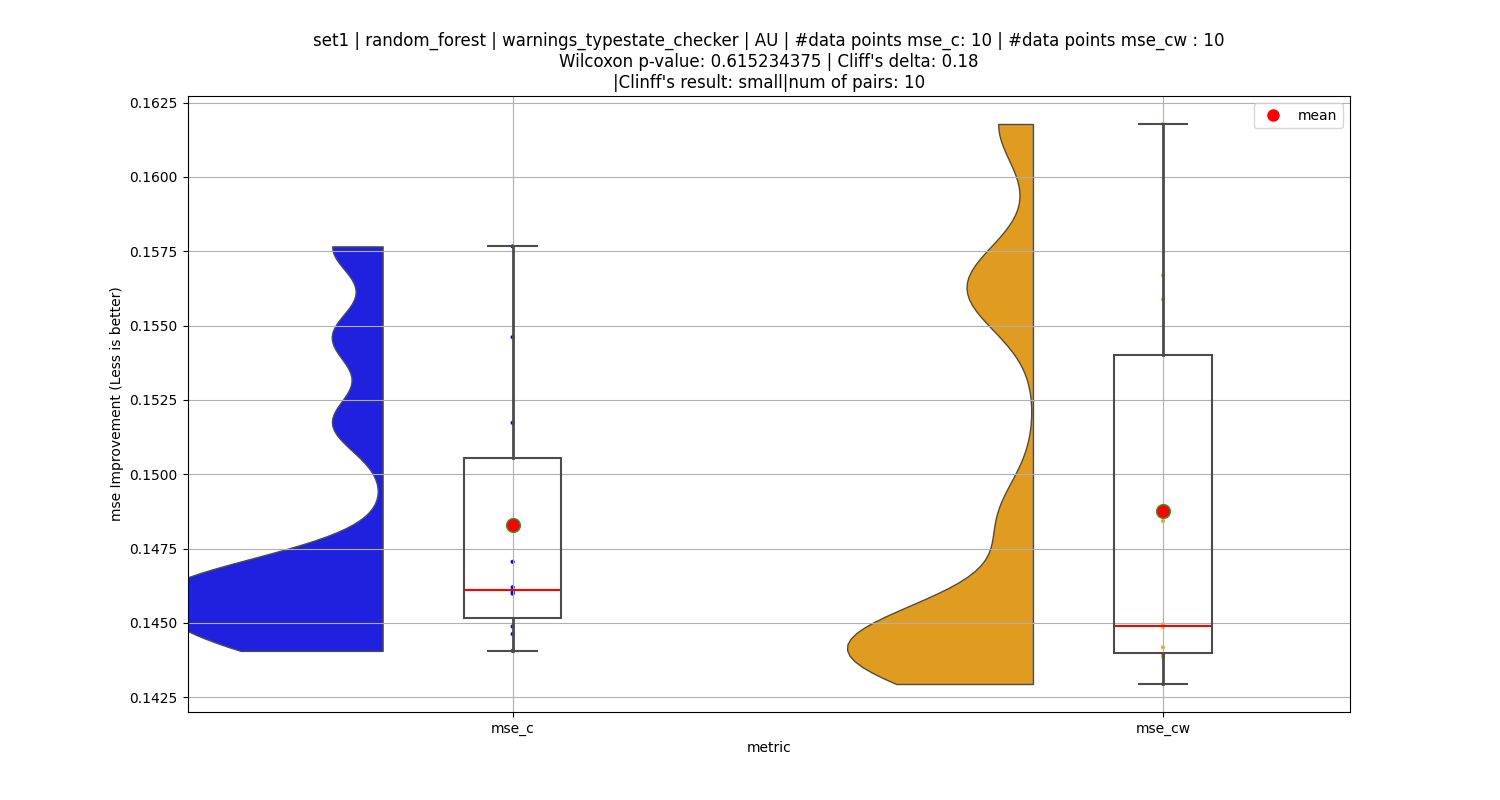 set1 | random_forest | warnings_typestate_checker | AU | #data points mse_c: 10 | #data points mse_cw : 10
Wilcoxon p-value: 0.615234375 | Cliff's delta: 0.18
|Clinff's result: small|num of pairs: 10
mean
0.1625
0.1600
0.1575
0.1550
0.1525
0.1500
0.1475
0.1450
0.1425
mse Improvement (Less is better)
mse_c
mse_cw
metric